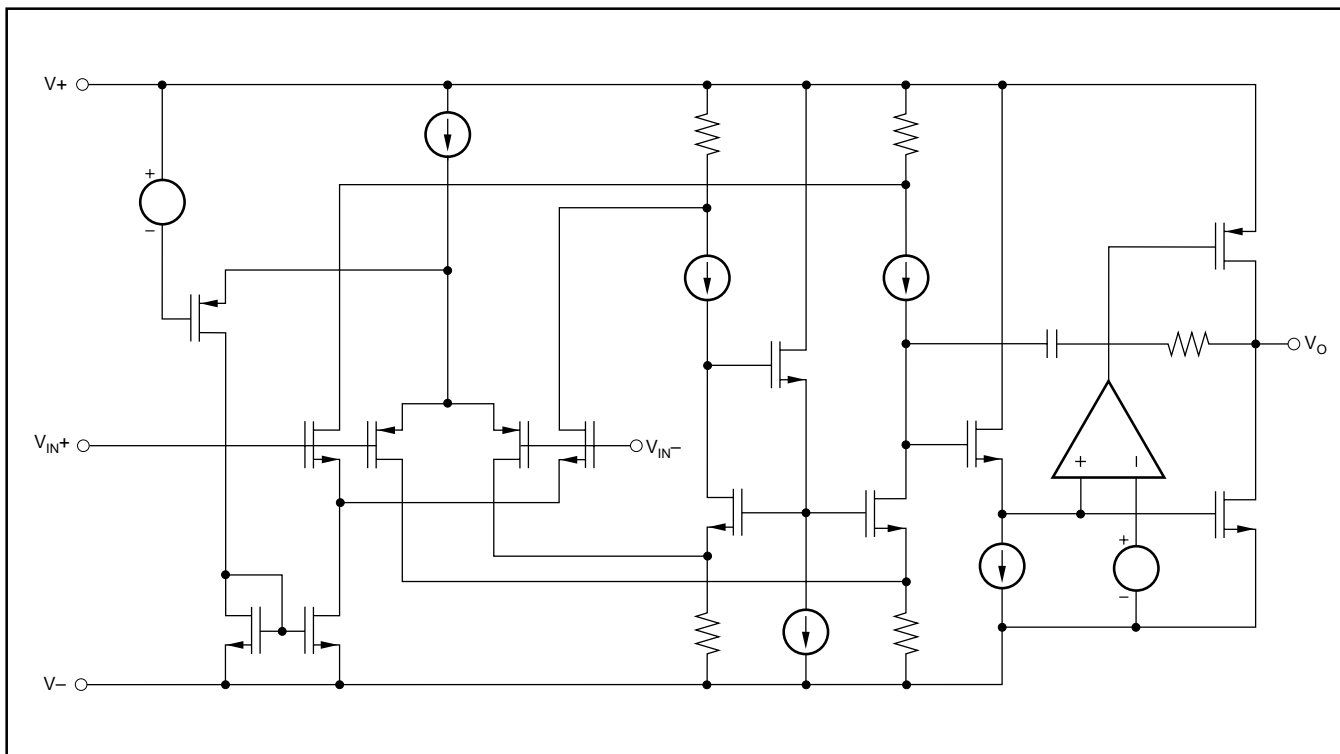 V+
+
–
V_IN+
V_IN–
V_O
+ –
+
–
V–